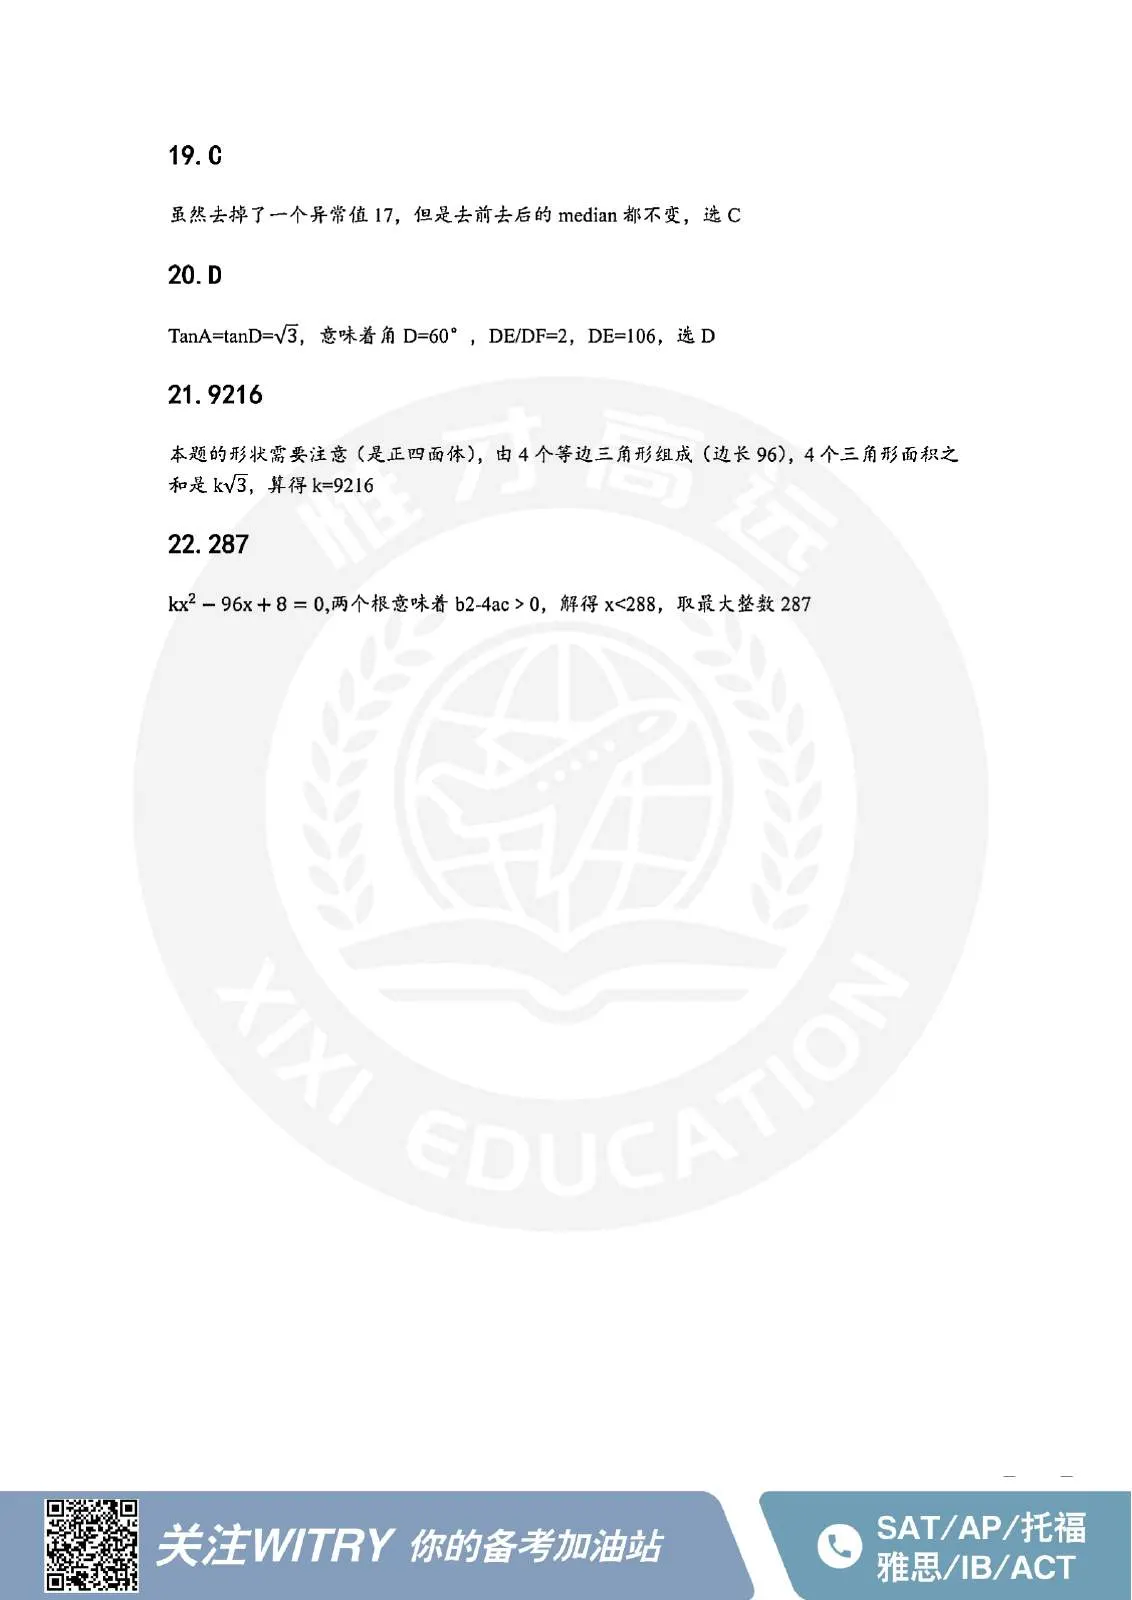 19. C
虽然去掉了一个异常值 17，但是去前去后的 median 都不变，选 C
20. D
TanA=tanD=√3，意味着角 D=60°，DE/DF=2，DE=106，选 D
21. 9216
本题的形状需要注意（是正四面体），由 4 个等边三角形组成（边长 96），4 个三角形面积之
和是 k√3，算得 k=9216
22. 287
kx² − 96x + 8 = 0,两个根意味着 b2-4ac > 0，解得 x<288，取最大整数 287
惟才高远
XIXI EDUCATION
关注WITRY 你的备考加油站
SAT/AP/托福
雅思/IB/ACT